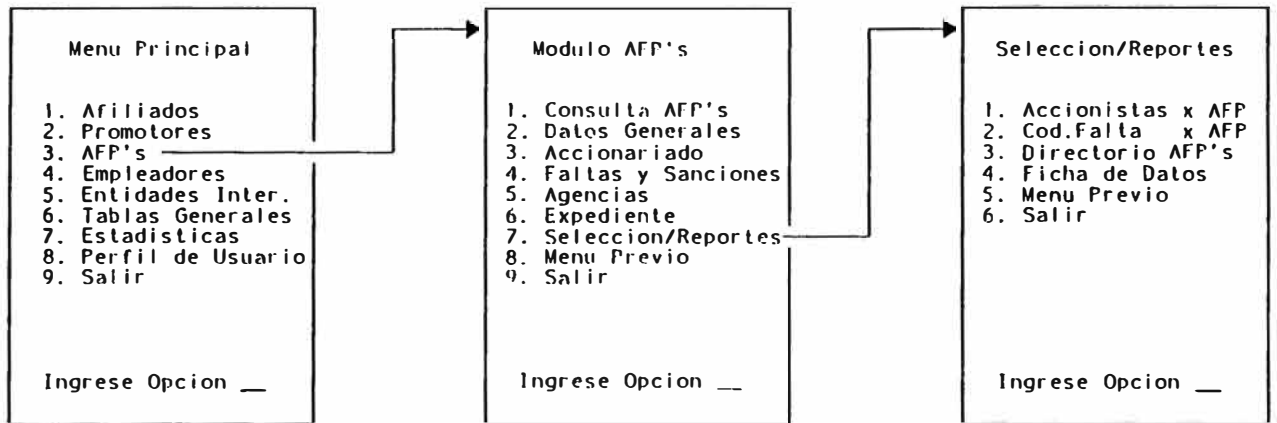 Menu Principal
1. Afiliados
2. Promotores
3. AFP's
4. Empleadores
5. Entidades Inter.
6. Tablas Generales
7. Estadisticas
8. Perfil de Usuario
9. Salir
Ingrese Opcion __
Modulo AFP's
1. Consulta AFP's
2. Datos Generales
3. Accionariado
4. Faltas y Sanciones
5. Agencias
6. Expediente
7. Seleccion/Reportes
8. Menu Previo
9. Salir
Ingrese Opcion __
Seleccion/Reportes
1. Accionistas x AFP
2. Cod.Falta x AFP
3. Directorio AFP's
4. Ficha de Datos
5. Menu Previo
6. Salir
Ingrese Opcion __